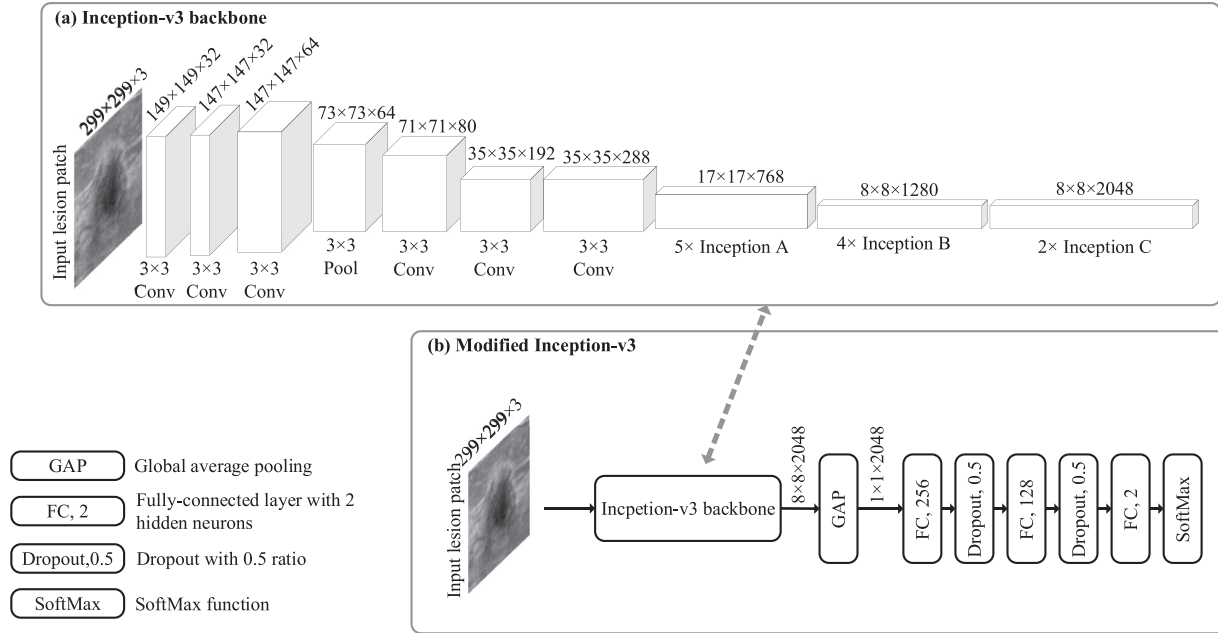 (a) Inception-v3 backbone
Input lesion patch
299×299×3
149×149×32
147×147×32
147×147×64
73×73×64
71×71×80
35×35×192
35×35×288
17×17×768
8×8×1280
8×8×2048
3×3
Conv
3×3
Conv
3×3
Conv
3×3
Pool
3×3
Conv
3×3
Conv
3×3
Conv
5× Inception A
4× Inception B
2× Inception C
(b) Modified Inception-v3
Input lesion patch
299×299×3
Incpetion-v3 backbone
8×8×2048
GAP
1×1×2048
FC, 256
Dropout, 0.5
FC, 128
Dropout, 0.5
FC, 2
SoftMax
GAP
Global average pooling
FC, 2
Fully-connected layer with 2
hidden neurons
Dropout,0.5
Dropout with 0.5 ratio
SoftMax
SoftMax function